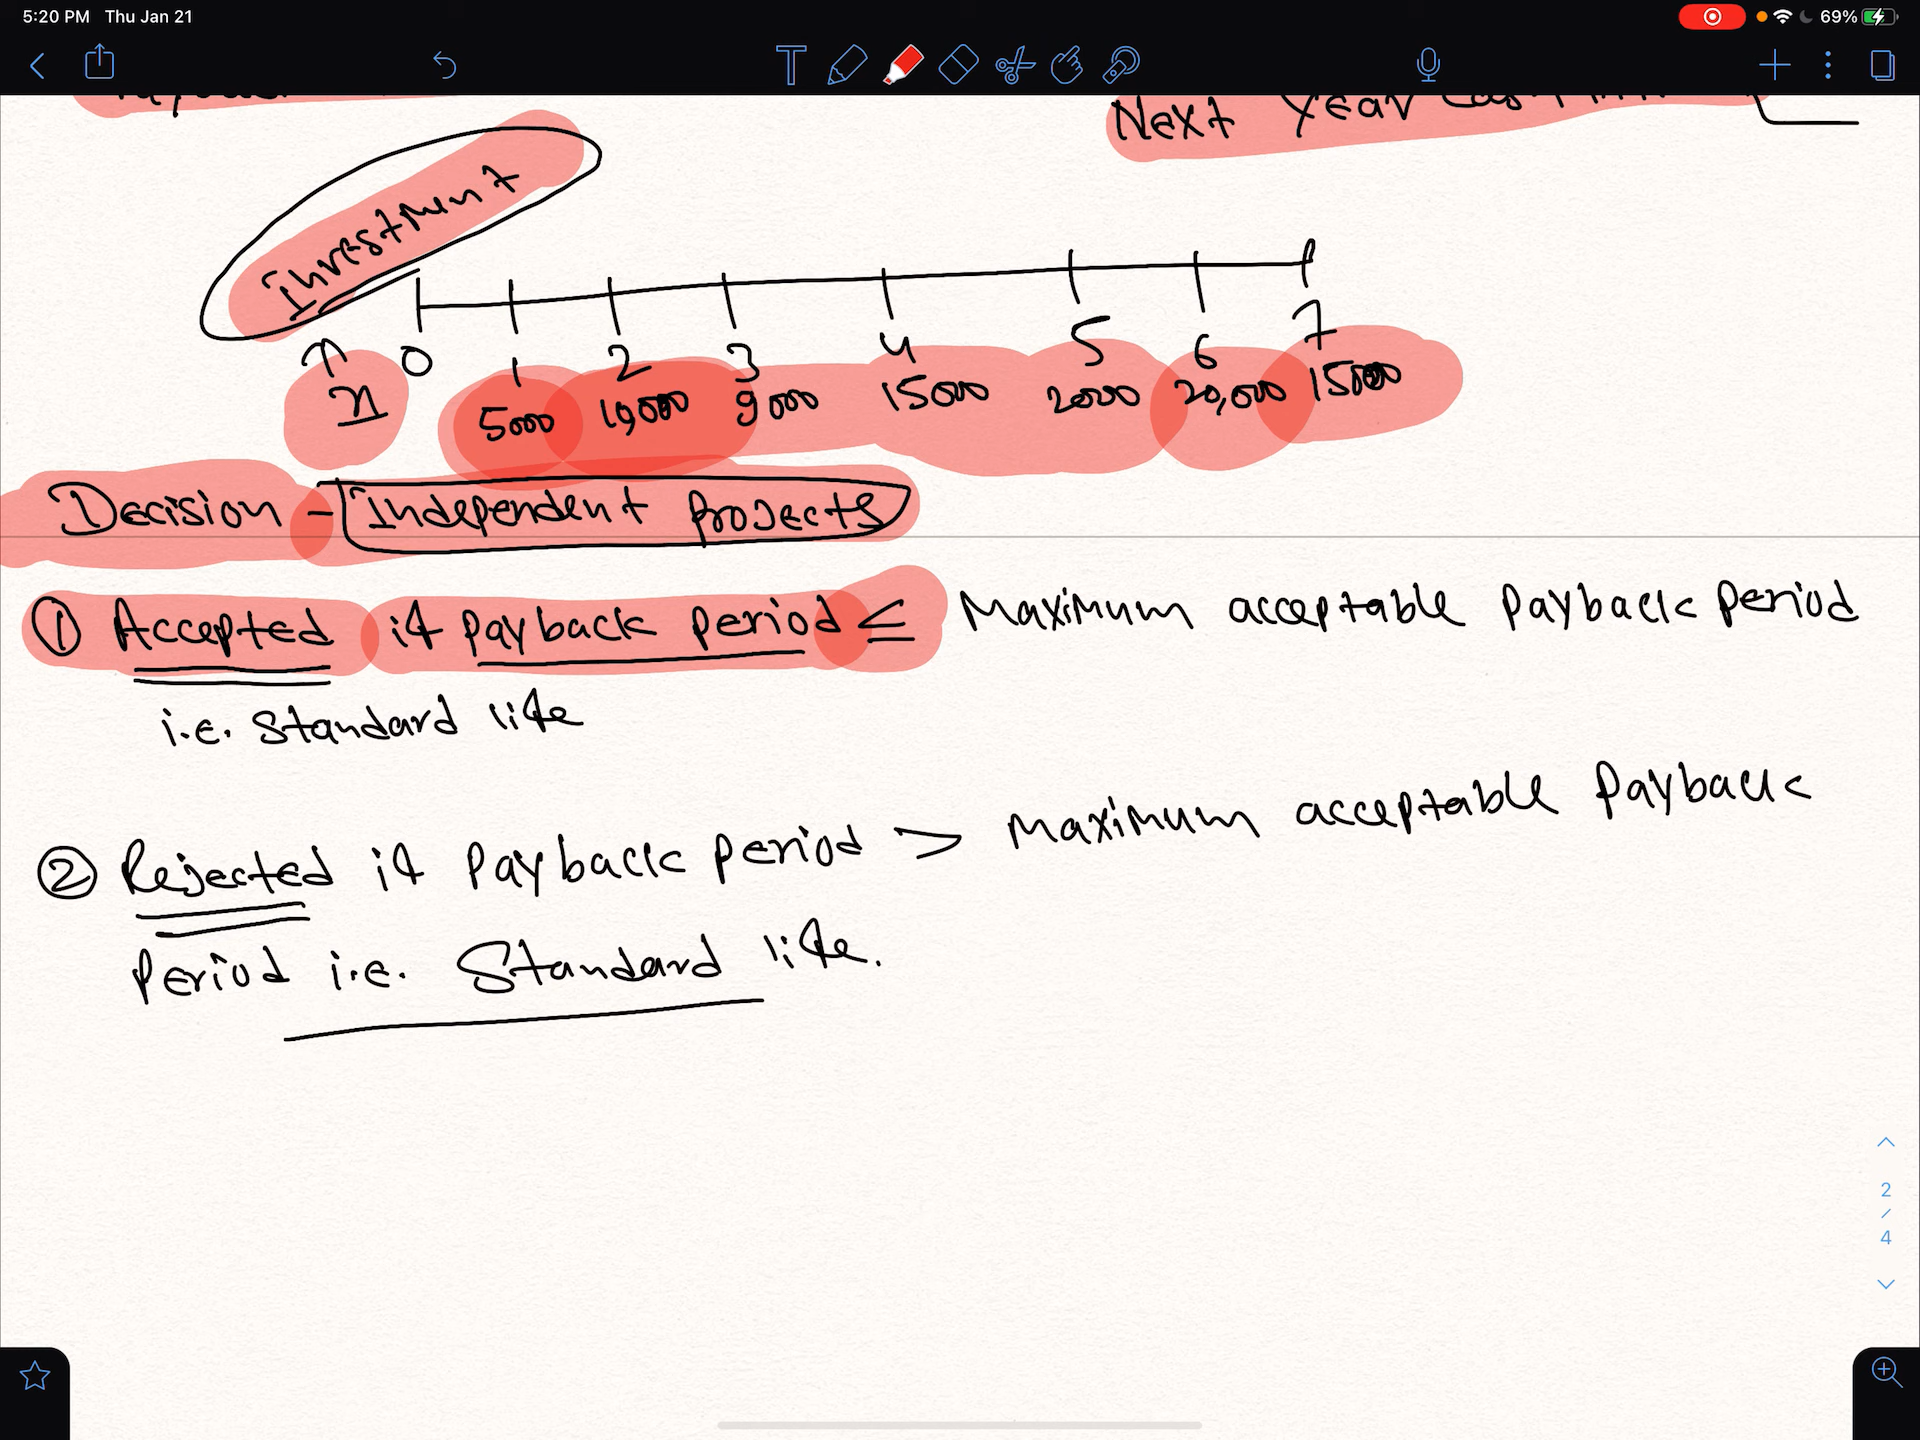 5:20 PM Thu Jan 21
69%
T
Next Year
Investment
0 1 2 3 4 5 6 7
n 5000 10,000 9000 15000 2000 20,000 15000
Decision - Independent Projects
① Accepted if Payback period ≤ Maximum acceptable Payback Period
i.e. Standard life
② Rejected if Payback period > Maximum acceptable Payback
Period i.e. Standard life.
2
/
4